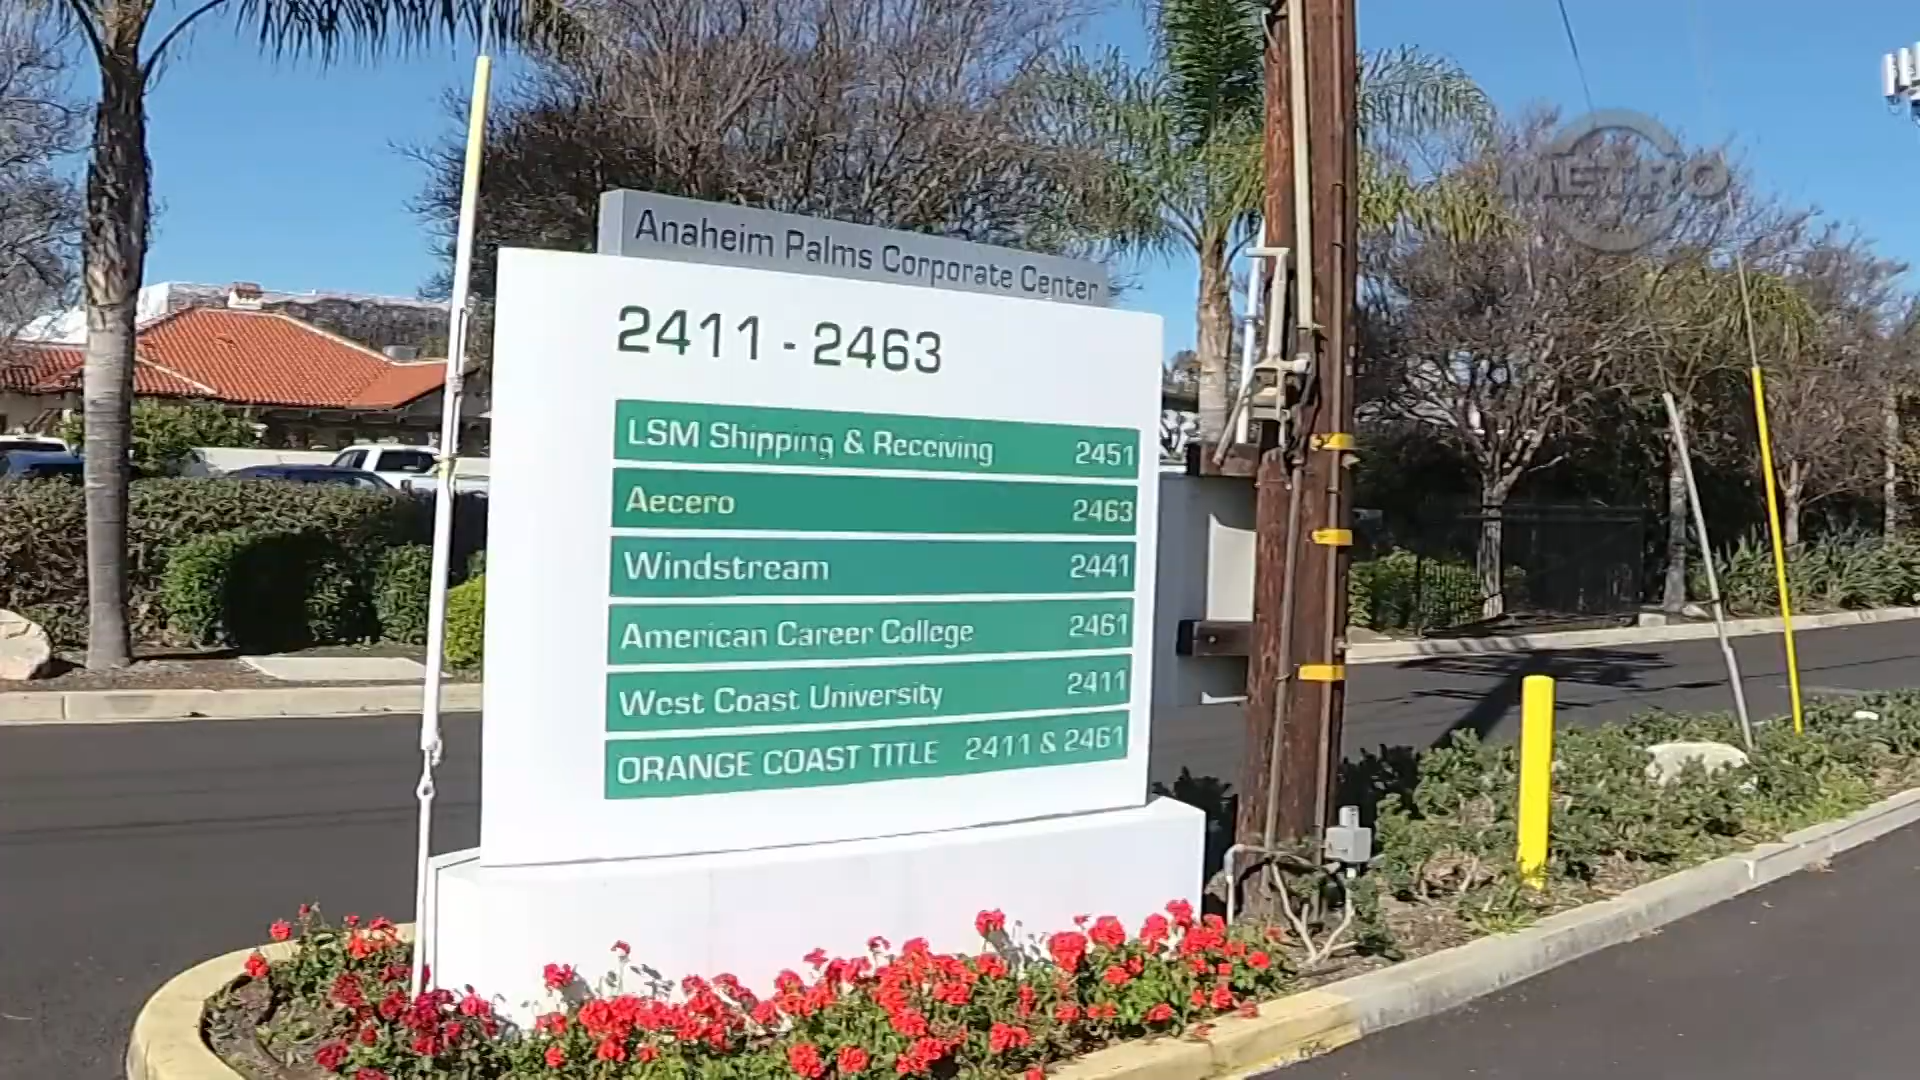 METRO
Anaheim Palms Corporate Center
2411 - 2463
LSM Shipping & Receiving 2451
Aecero 2463
Windstream 2441
American Career College 2461
West Coast University 2411
ORANGE COAST TITLE 2411 & 2461